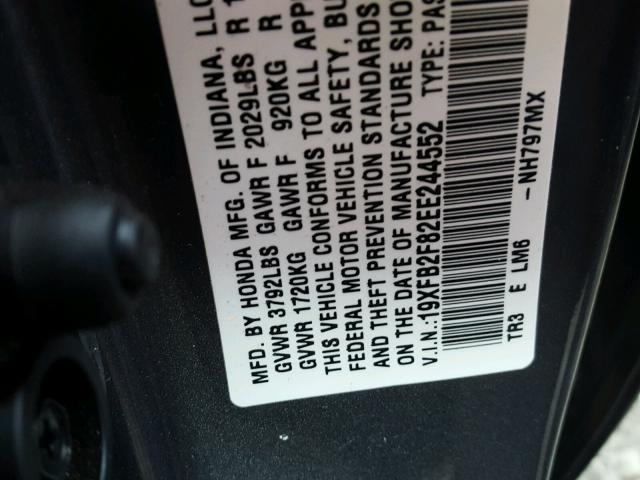 MFD. BY HONDA MFG. OF INDIANA, LLC
GVWR 3792LBS GAWR F 2029LBS R 1
GVWR 1720KG GAWR F 920KG R
THIS VEHICLE CONFORMS TO ALL APPL
FEDERAL MOTOR VEHICLE SAFETY, BU
AND THEFT PREVENTION STANDARDS
ON THE DATE OF MANUFACTURE SHO
V.I.N.:19XFB2F82EE244552 TYPE: PAS
TR3 E LM6 -NH797MX